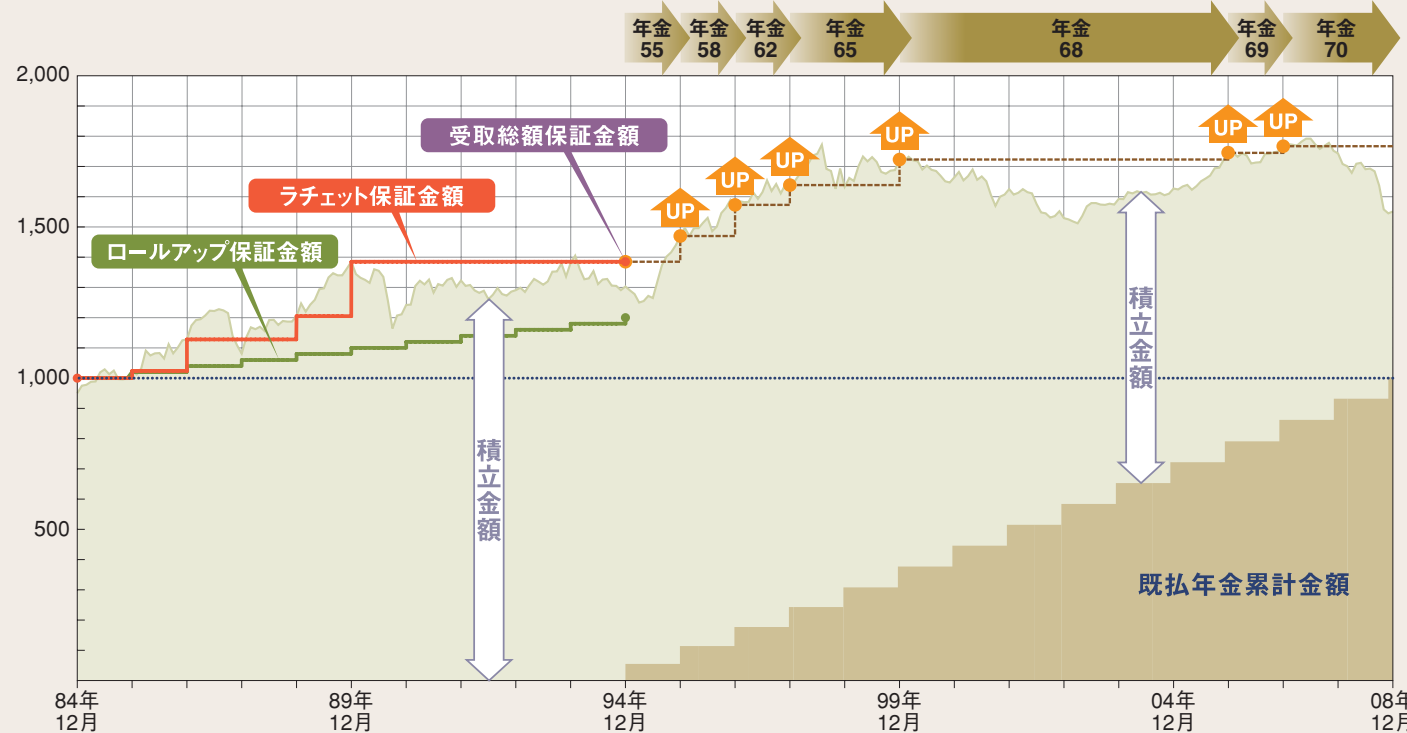 年金 年金 年金 年金 年金 年金 年金
55 58 62 65 68 69 70
2,000
1,500
1,000
500
受取総額保証金額
ラチェット保証金額
ロールアップ保証金額
UP
UP
UP
UP
UP
UP
積立金額
積立金額
既払年金累計金額
84年 89年 94年 99年 04年 08年
12月 12月 12月 12月 12月 12月